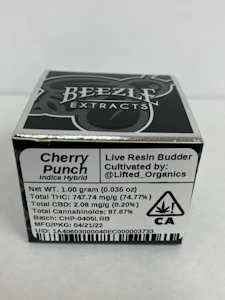 BEEZLE
EXTRACTS
Cherry
Punch
Indica Hybrid
Live Resin Budder
Cultivated by:
@Lifted_Organics
Net WT. 1.00 gram (0.035 oz)
Total THC: 747.74 mg/g (74.77%)
Total CBD: 2.08 mg/g (0.20%)
Total Cannabinoids: 87.87%
Batch: CHP-0405LRB
MFG/PKG: 04/21/22
UID: 1A40603000040EC000003733
CA